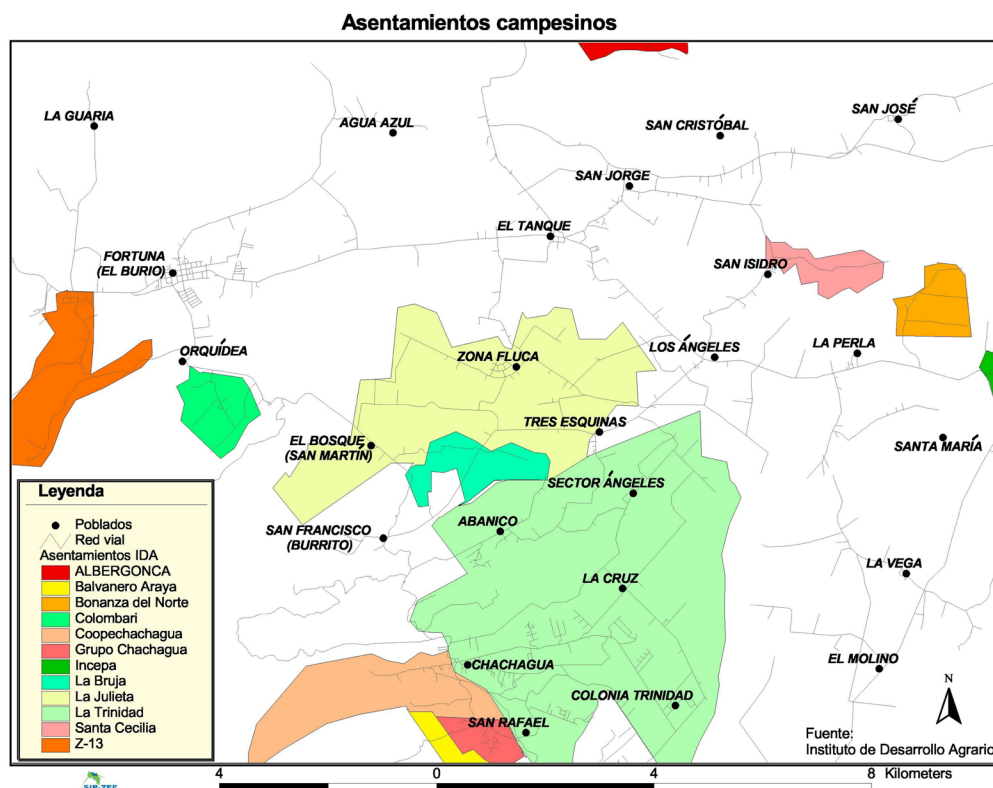 Asentamientos campesinos
LA GUARIA
AGUA AZUL
SAN CRISTÓBAL
SAN JOSÉ
SAN JORGE
EL TANQUE
FORTUNA
(EL BURIO)
SAN ISIDRO
ORQUÍDEA
ZONA FLUCA
LOS ÁNGELES
LA PERLA
TRES ESQUINAS
EL BOSQUE
(SAN MARTÍN)
SANTA MARÍA
SECTOR ÁNGELES
SAN FRANCISCO
(BURRITO)
ABANICO
LA CRUZ
LA VEGA
CHACHAGUA
EL MOLINO
COLONIA TRINIDAD
SAN RAFAEL
Leyenda
Poblados
Red vial
Asentamientos IDA
ALBERGONCA
Balvanero Araya
Bonanza del Norte
Colombari
Coopechachagua
Grupo Chachagua
Incepa
La Bruja
La Julieta
La Trinidad
Santa Cecilia
Z-13
N
Fuente:
Instituto de Desarrollo Agrario
4 0 4 8 Kilometers